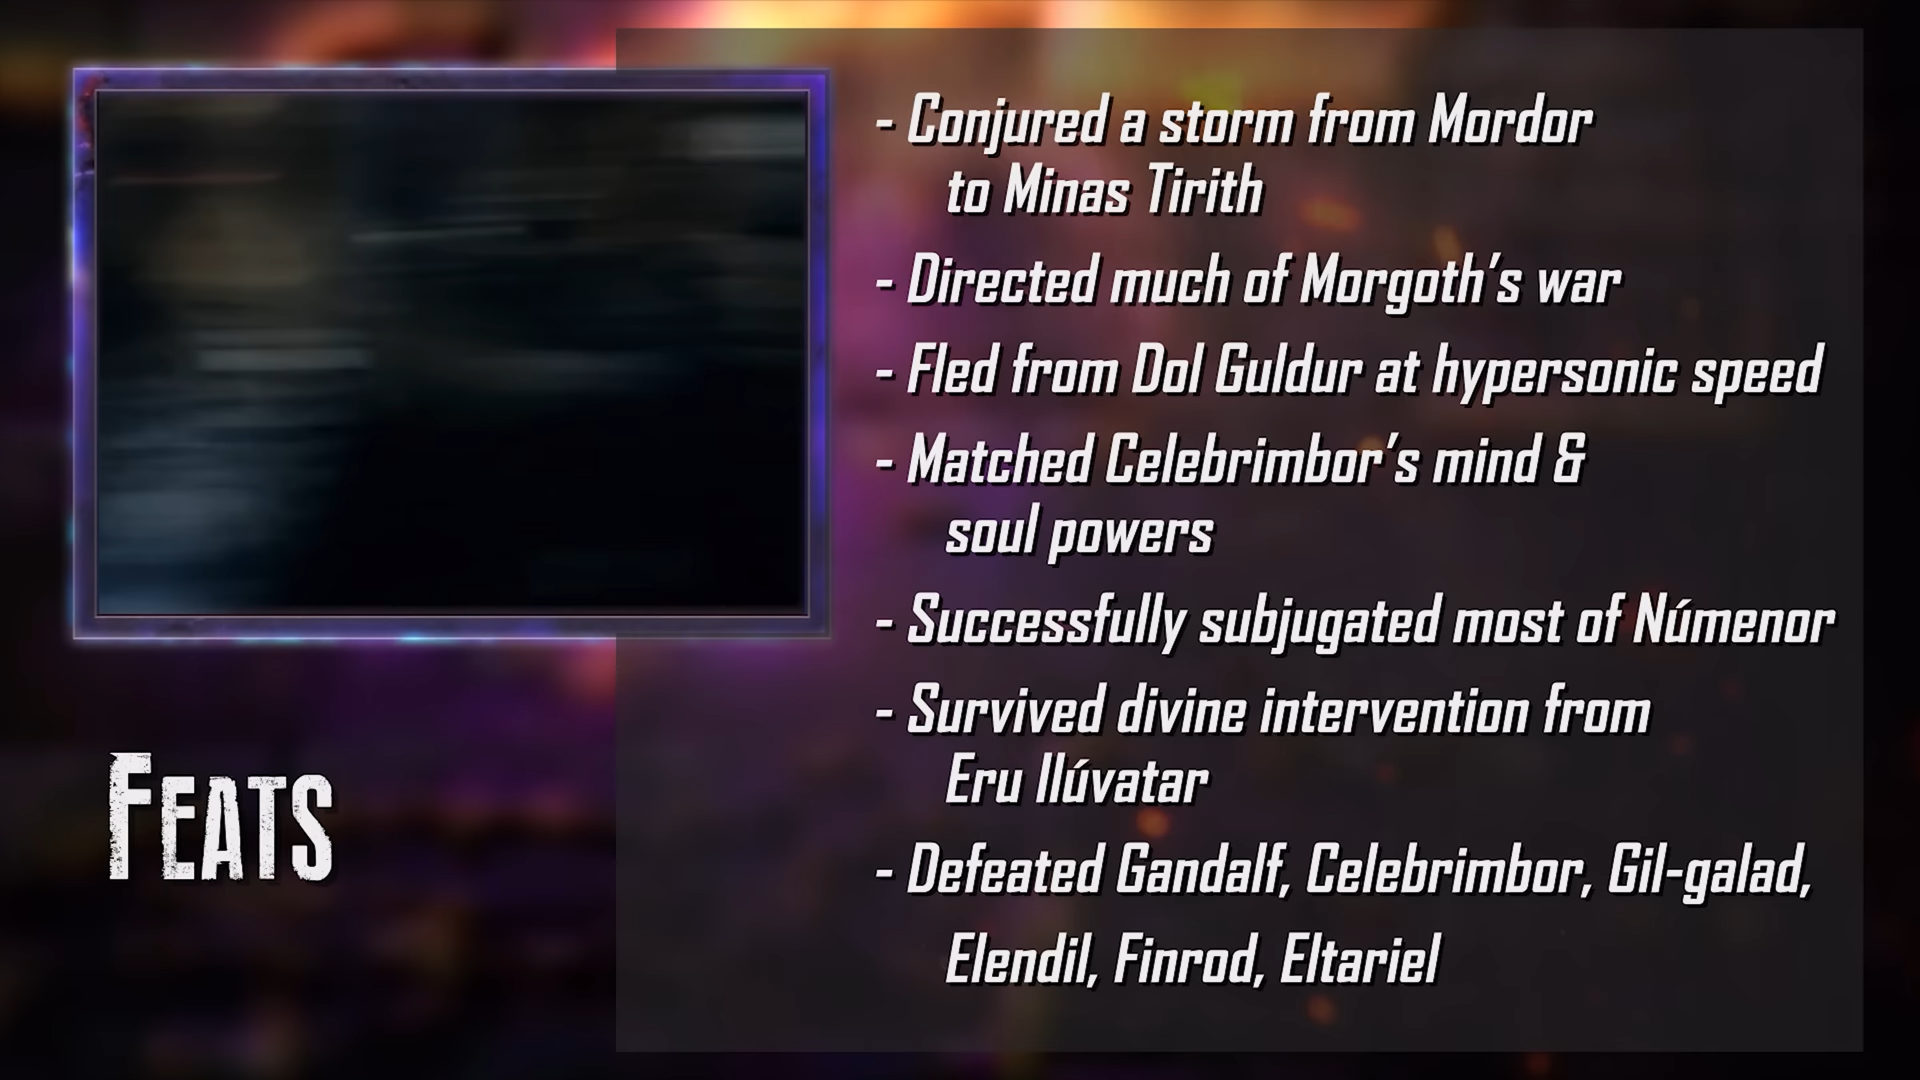 - Conjured a storm from Mordor
to Minas Tirith
- Directed much of Morgoth's war
- Fled from Dol Guldur at hypersonic speed
- Matched Celebrimbor's mind &
soul powers
- Successfully subjugated most of Númenor
- Survived divine intervention from
Eru Ilúvatar
- Defeated Gandalf, Celebrimbor, Gil-galad,
Elendil, Finrod, Eltariel
Feats